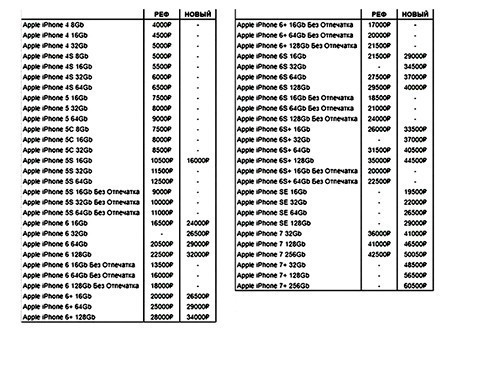 РЕФ НОВЫЙ
Apple iPhone 4 8Gb 4000Р -
Apple iPhone 4 16Gb 4500Р -
Apple iPhone 4 32Gb 5000Р -
Apple iPhone 4S 8Gb 5000Р -
Apple iPhone 4S 16Gb 5500Р -
Apple iPhone 4S 32Gb 6000Р -
Apple iPhone 4S 64Gb 6500Р -
Apple iPhone 5 16Gb 7500Р -
Apple iPhone 5 32Gb 8000Р -
Apple iPhone 5 64Gb 9000Р -
Apple iPhone 5C 8Gb 7500Р -
Apple iPhone 5C 16Gb 8000Р -
Apple iPhone 5C 32Gb 8500Р -
Apple iPhone 5S 16Gb 10500Р 16000Р
Apple iPhone 5S 32Gb 11500Р -
Apple iPhone 5S 64Gb 12500Р -
Apple iPhone 5S 16Gb Без Отпечатка 9000Р -
Apple iPhone 5S 32Gb Без Отпечатка 10000Р -
Apple iPhone 5S 64Gb Без Отпечатка 11000Р -
Apple iPhone 6 16Gb 16500Р 24000Р
Apple iPhone 6 32Gb - 26500Р
Apple iPhone 6 64Gb 20500Р 29000Р
Apple iPhone 6 128Gb 22500Р 32000Р
Apple iPhone 6 16Gb Без Отпечатка 13500Р -
Apple iPhone 6 64Gb Без Отпечатка 16000Р -
Apple iPhone 6 128Gb Без Отпечатка 18000Р -
Apple iPhone 6+ 16Gb 20000Р 26500Р
Apple iPhone 6+ 64Gb 25000Р 29000Р
Apple iPhone 6+ 128Gb 28000Р 34000Р
РЕФ НОВЫЙ
Apple iPhone 6+ 16Gb Без Отпечатка 17000Р -
Apple iPhone 6+ 64Gb Без Отпечатка 20000Р -
Apple iPhone 6+ 128Gb Без Отпечатка 21500Р -
Apple iPhone 6S 16Gb 21500Р 29000Р
Apple iPhone 6S 32Gb - 34500Р
Apple iPhone 6S 64Gb 27500Р 37000Р
Apple iPhone 6S 128Gb 29500Р 40000Р
Apple iPhone 6S 16Gb Без Отпечатка 18500Р -
Apple iPhone 6S 64Gb Без Отпечатка 21000Р -
Apple iPhone 6S 128Gb Без Отпечатка 24000Р -
Apple iPhone 6S+ 16Gb 26000Р 33500Р
Apple iPhone 6S+ 32Gb - 37000Р
Apple iPhone 6S+ 64Gb 31500Р 40500Р
Apple iPhone 6S+ 128Gb 35000Р 44500Р
Apple iPhone 6S+ 16Gb Без Отпечатка 20000Р -
Apple iPhone 6S+ 64Gb Без Отпечатка 22500Р -
Apple iPhone SE 16Gb - 19500Р
Apple iPhone SE 32Gb - 22000Р
Apple iPhone SE 64Gb - 26500Р
Apple iPhone SE 128Gb - 29000Р
Apple iPhone 7 32Gb 36000Р 41000Р
Apple iPhone 7 128Gb 41000Р 46500Р
Apple iPhone 7 256Gb 42500Р 50050Р
Apple iPhone 7+ 32Gb - 48500Р
Apple iPhone 7+ 128Gb - 56500Р
Apple iPhone 7+ 256Gb - 60500Р